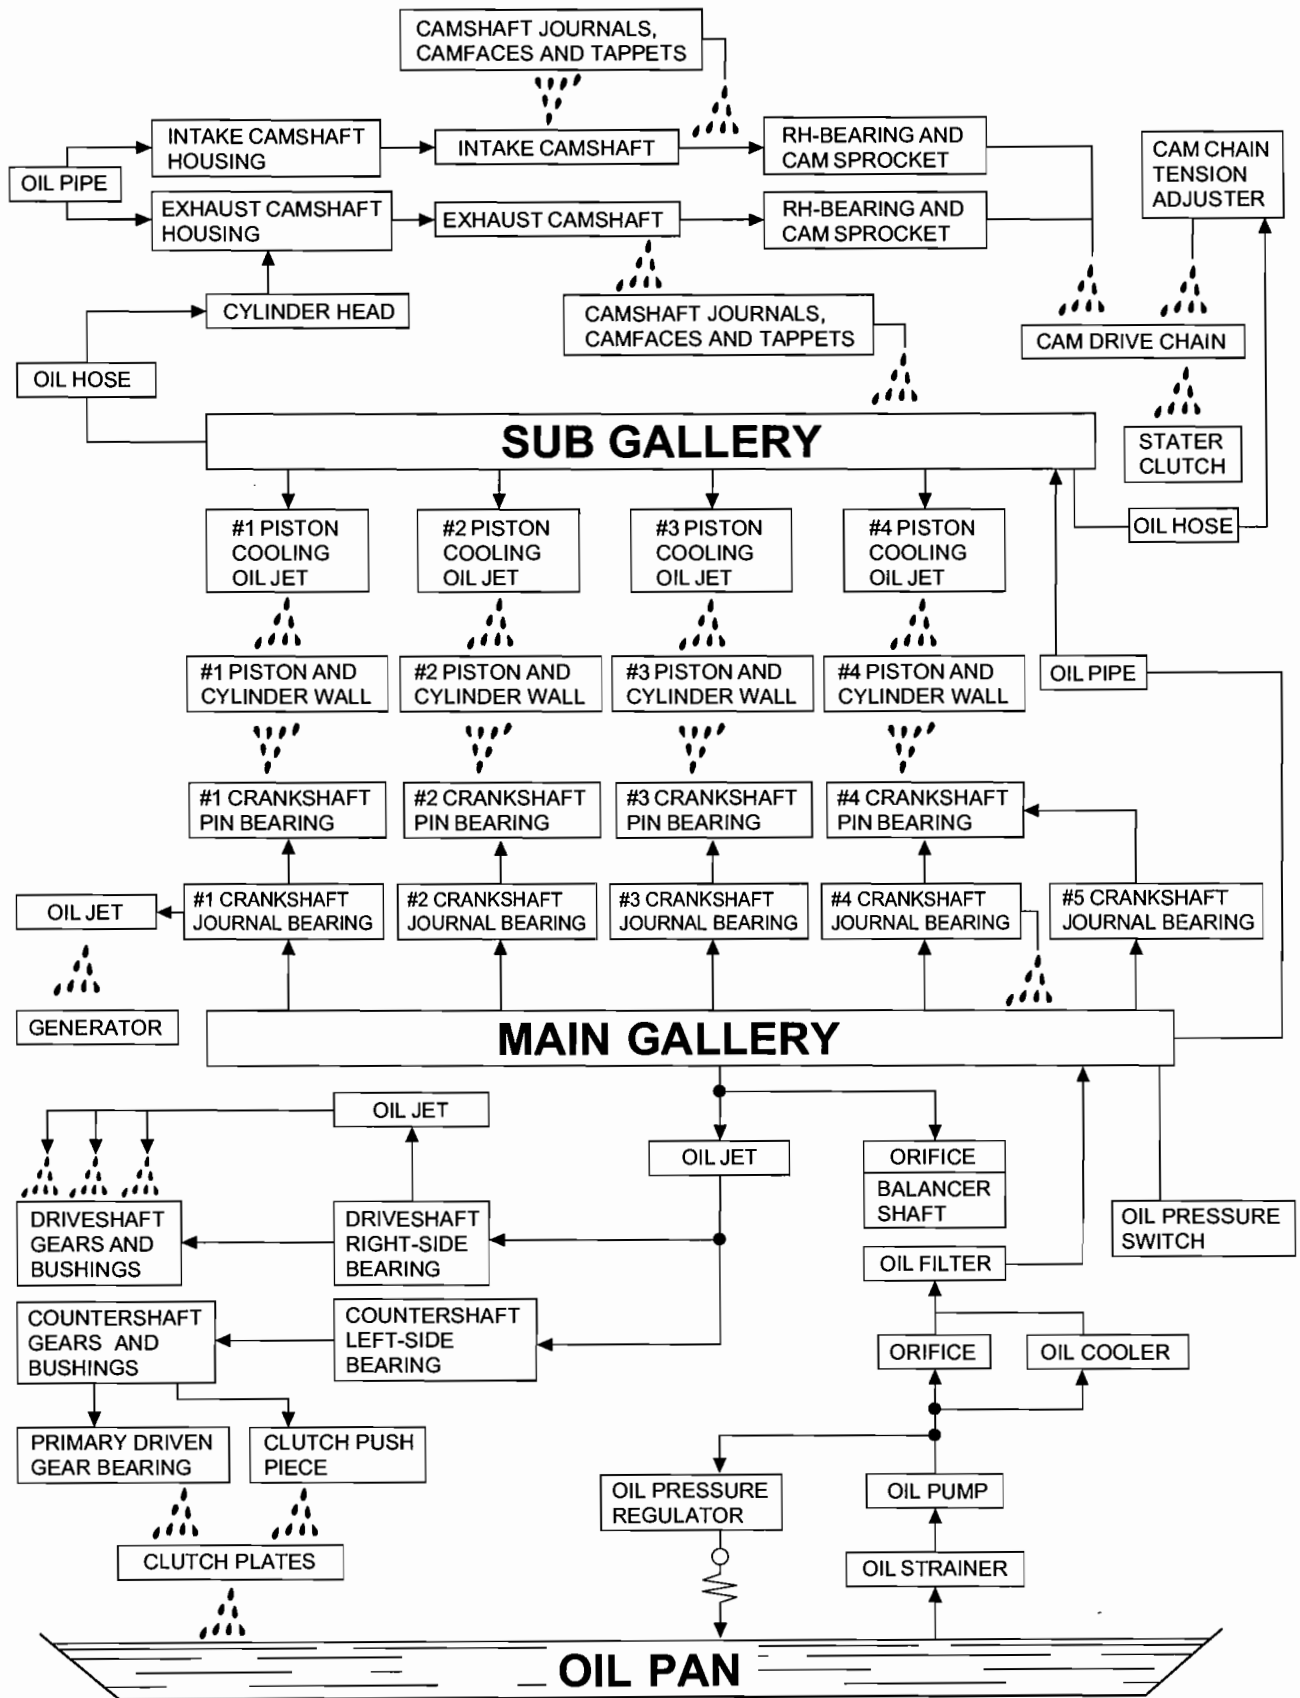 CAMSHAFT JOURNALS,
CAMFACES AND TAPPETS
INTAKE CAMSHAFT
HOUSING
INTAKE CAMSHAFT
RH-BEARING AND
CAM SPROCKET
CAM CHAIN
TENSION
ADJUSTER
OIL PIPE
EXHAUST CAMSHAFT
HOUSING
EXHAUST CAMSHAFT
RH-BEARING AND
CAM SPROCKET
CYLINDER HEAD
CAMSHAFT JOURNALS,
CAMFACES AND TAPPETS
CAM DRIVE CHAIN
OIL HOSE
SUB GALLERY
STATER
CLUTCH
#1 PISTON
COOLING
OIL JET
#2 PISTON
COOLING
OIL JET
#3 PISTON
COOLING
OIL JET
#4 PISTON
COOLING
OIL JET
OIL HOSE
#1 PISTON AND
CYLINDER WALL
#2 PISTON AND
CYLINDER WALL
#3 PISTON AND
CYLINDER WALL
#4 PISTON AND
CYLINDER WALL
OIL PIPE
#1 CRANKSHAFT
PIN BEARING
#2 CRANKSHAFT
PIN BEARING
#3 CRANKSHAFT
PIN BEARING
#4 CRANKSHAFT
PIN BEARING
OIL JET
#1 CRANKSHAFT
JOURNAL BEARING
#2 CRANKSHAFT
JOURNAL BEARING
#3 CRANKSHAFT
JOURNAL BEARING
#4 CRANKSHAFT
JOURNAL BEARING
#5 CRANKSHAFT
JOURNAL BEARING
GENERATOR
MAIN GALLERY
OIL JET
OIL JET
ORIFICE
BALANCER
SHAFT
DRIVESHAFT
GEARS AND
BUSHINGS
DRIVESHAFT
RIGHT-SIDE
BEARING
OIL PRESSURE
SWITCH
OIL FILTER
COUNTERSHAFT
GEARS AND
BUSHINGS
COUNTERSHAFT
LEFT-SIDE
BEARING
ORIFICE
OIL COOLER
PRIMARY DRIVEN
GEAR BEARING
CLUTCH PUSH
PIECE
OIL PRESSURE
REGULATOR
OIL PUMP
CLUTCH PLATES
OIL STRAINER
OIL PAN